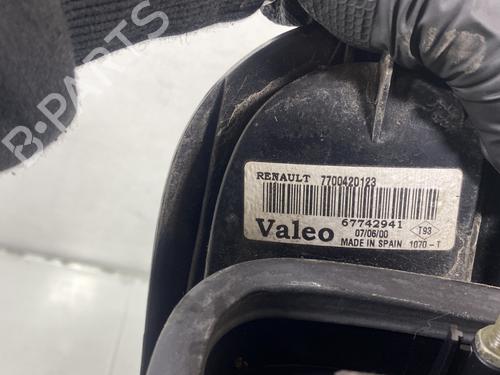 B-PARTS
RENAULT 7700420123
Valeo 67742941
07/06/00 T93
MADE IN SPAIN 1070-T